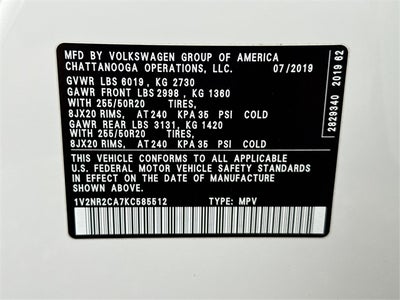 MFD. BY VOLKSWAGEN GROUP OF AMERICA
CHATTANOOGA OPERATIONS, LLC. 07/2019
GVWR LBS 6019, KG 2730
GAWR FRONT LBS 2998, KG 1360
WITH 255/50R20 TIRES,
8JX20 RIMS, AT 240 KPA 35 PSI COLD
GAWR REAR LBS 3131, KG 1420
WITH 255/50R20 TIRES,
8JX20 RIMS, AT 240 KPA 35 PSI COLD
THIS VEHICLE CONFORMS TO ALL APPLICABLE
U.S. FEDERAL MOTOR VEHICLE SAFETY STANDARDS
IN EFFECT ON THE DATE OF MANUFACTURE
SHOWN ABOVE
1V2NR2CA7KC585512 TYPE: MPV
2829340 2019 62